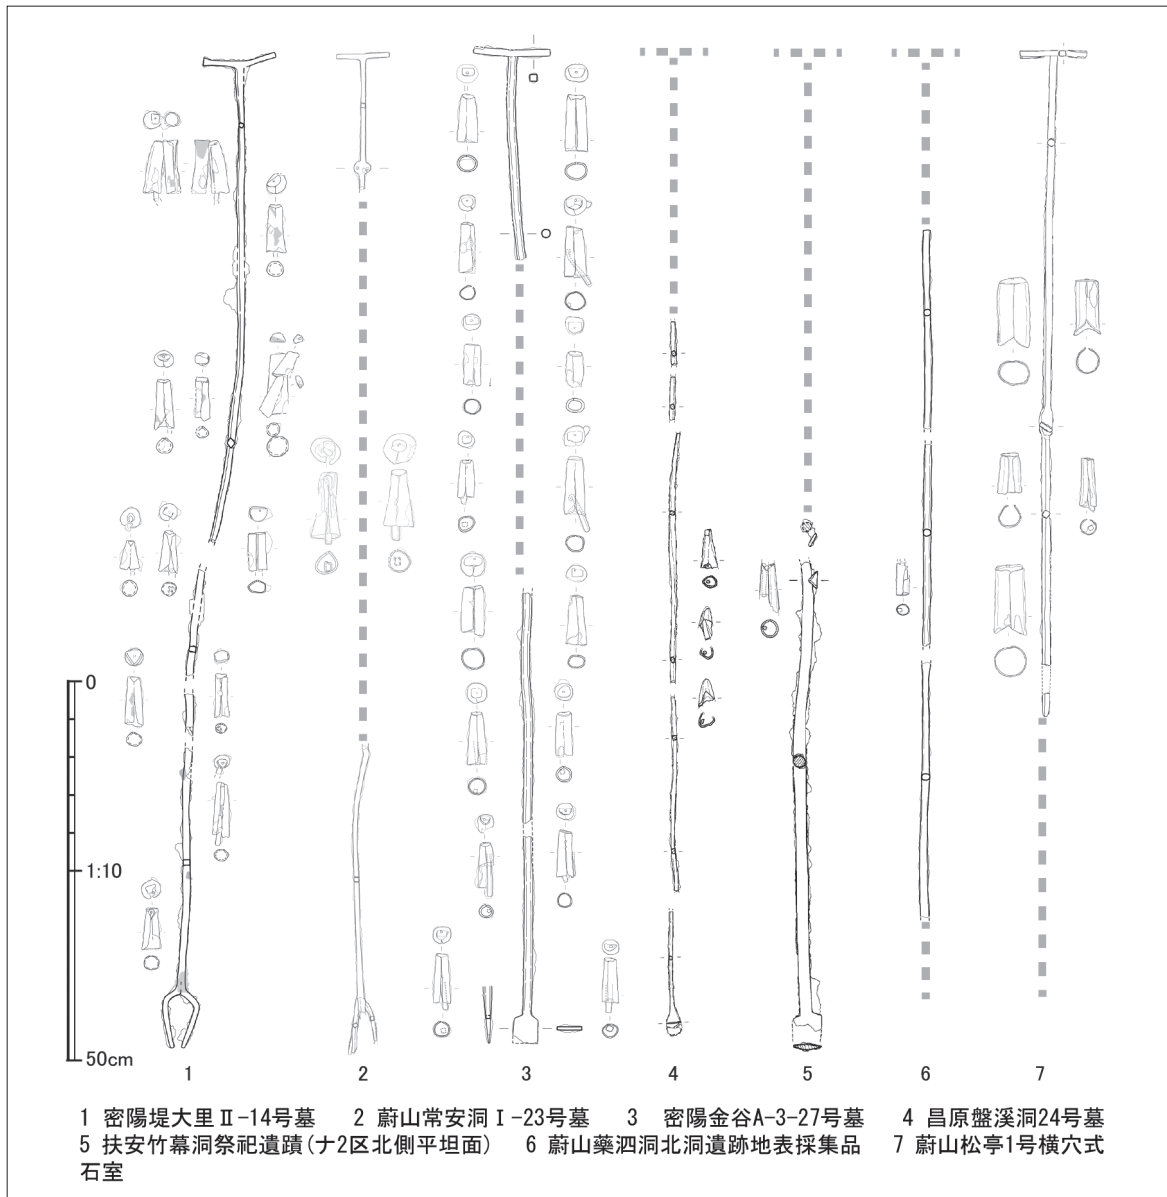 0
1:10
50cm
1 2 3 4 5 6 7
1 密陽堤大里Ⅱ-14号墓 2 蔚山常安洞Ⅰ-23号墓 3 密陽金谷A-3-27号墓 4 昌原盤溪洞24号墓
5 扶安竹幕洞祭祀遺蹟(ナ2区北側平坦面) 6 蔚山藥泗洞北洞遺跡地表採集品 7 蔚山松亭1号横穴式
石室